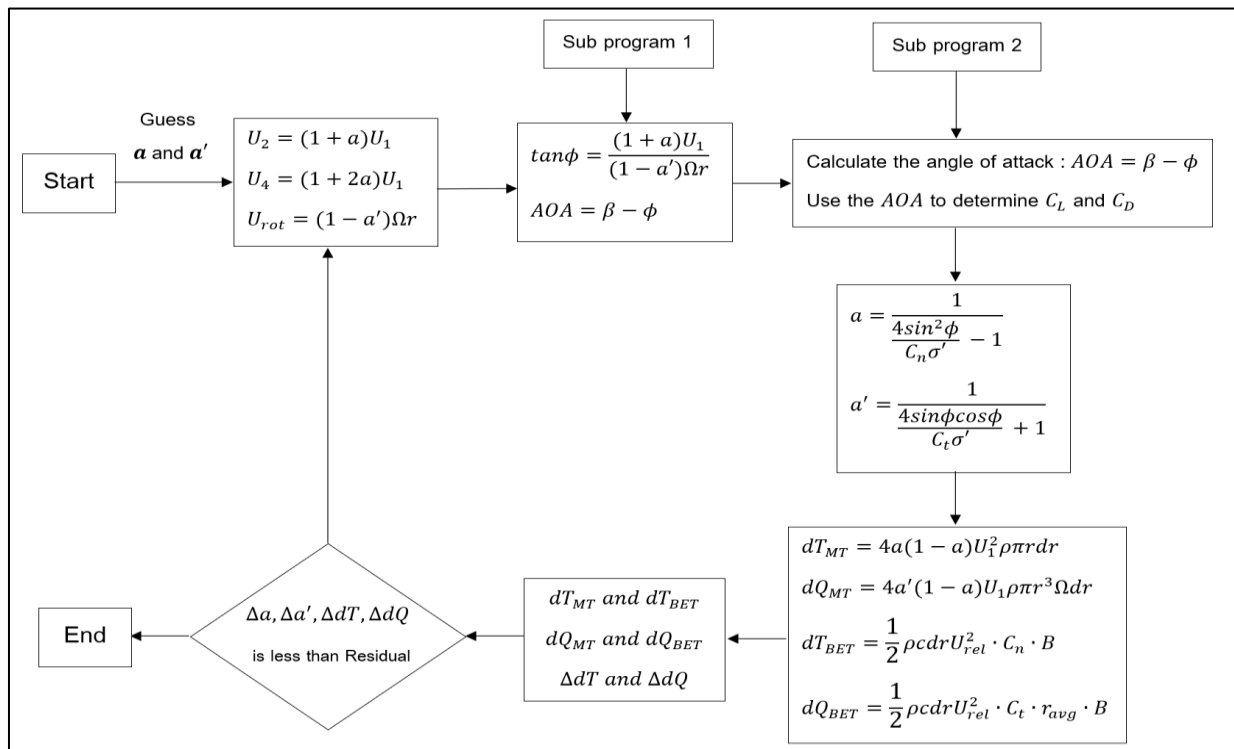 Sub program 1
Sub program 2
Guess
a and a′
Start
U₂ = (1 + a)U₁
U₄ = (1 + 2a)U₁
U_rot = (1 − a′)Ωr
tanϕ = (1 + a)U₁ / (1 − a′)Ωr
AOA = β − ϕ
Calculate the angle of attack : AOA = β − ϕ
Use the AOA to determine C_L and C_D
a = 1 / (4sin²ϕ / C_nσ′ − 1)
a′ = 1 / (4sinϕcosϕ / C_tσ′ + 1)
dT_MT = 4a(1 − a)U₁²ρπrdr
dQ_MT = 4a′(1 − a)U₁ρπr³Ωdr
dT_BET = 1/2 ρcdrU_rel² · C_n · B
dQ_BET = 1/2 ρcdrU_rel² · C_t · r_avg · B
dT_MT and dT_BET
dQ_MT and dQ_BET
ΔdT and ΔdQ
Δa, Δa′, ΔdT, ΔdQ
is less than Residual
End